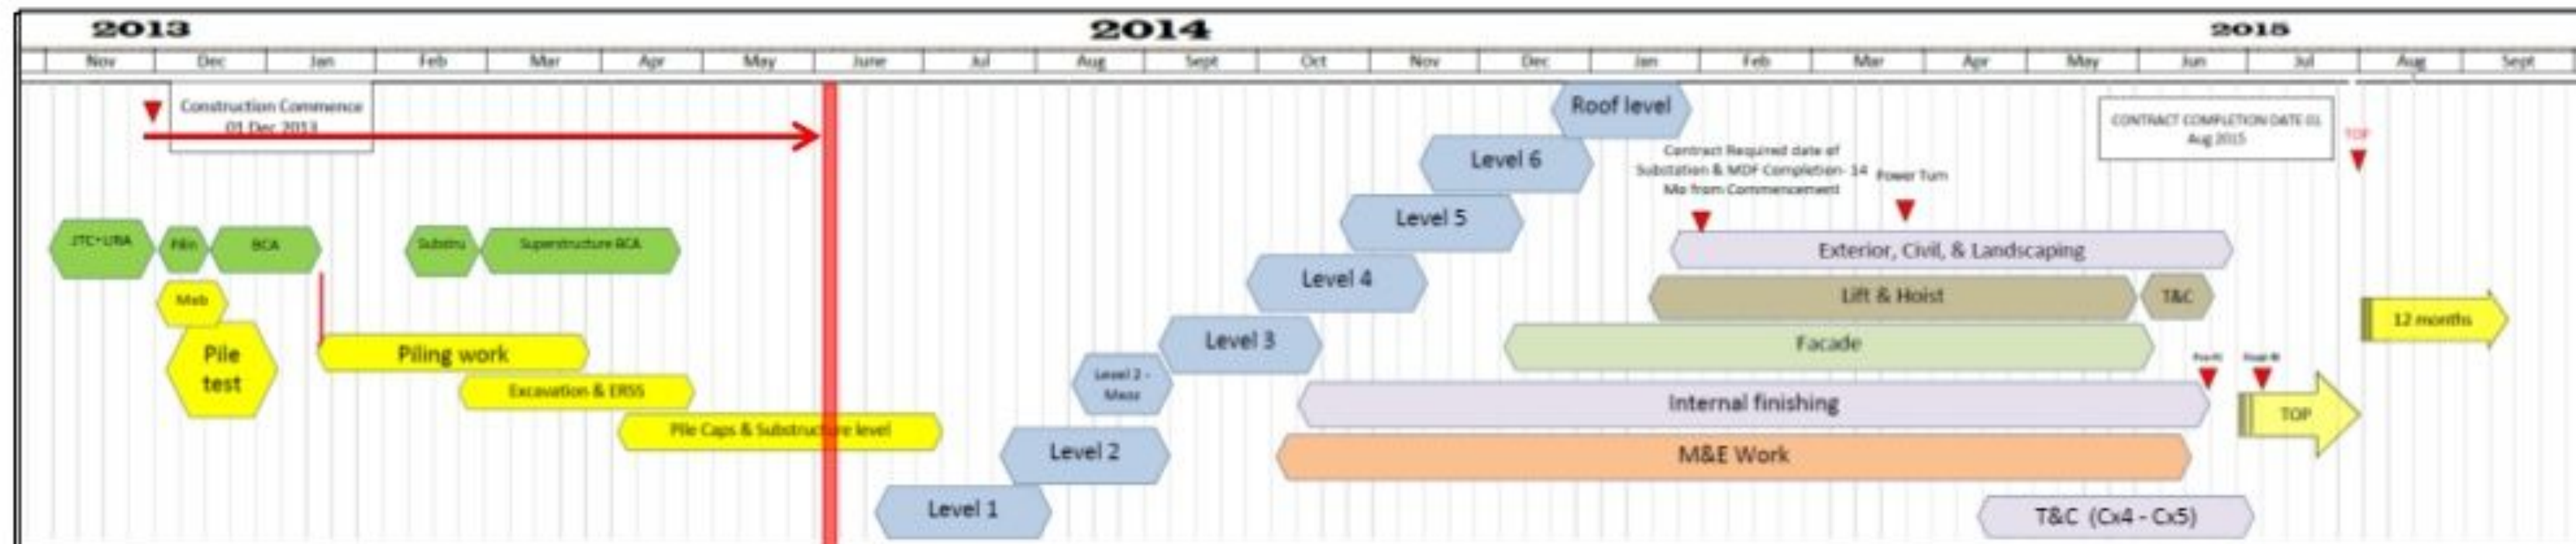 2013 2014 2015
Nov Dec Jan Feb Mar Apr May June Jul Aug Sept Oct Nov Dec Jan Feb Mar Apr May Jun Jul Aug Sept
Construction Commence
01 Dec 2013
Roof level
CONTRACT COMPLETION DATE 01
Aug 2015
TOP
Level 6
Contract Required date of
Substation & MDF Completion- 14
Mo from Commencement
Power Turn
Level 5
JTC+URA
Pilin
BCA
Substru
Superstructure BCA
Exterior, Civil, & Landscaping
Level 4
Mob
Lift & Hoist
T&C
12 months
Level 3
Facade
Pile
test
Piling work
Level 2 -
Mezz
Excavation & ERSS
Internal finishing
TOP
Pile Caps & Substructure level
Level 2
M&E Work
Level 1
T&C (Cx4 - Cx5)